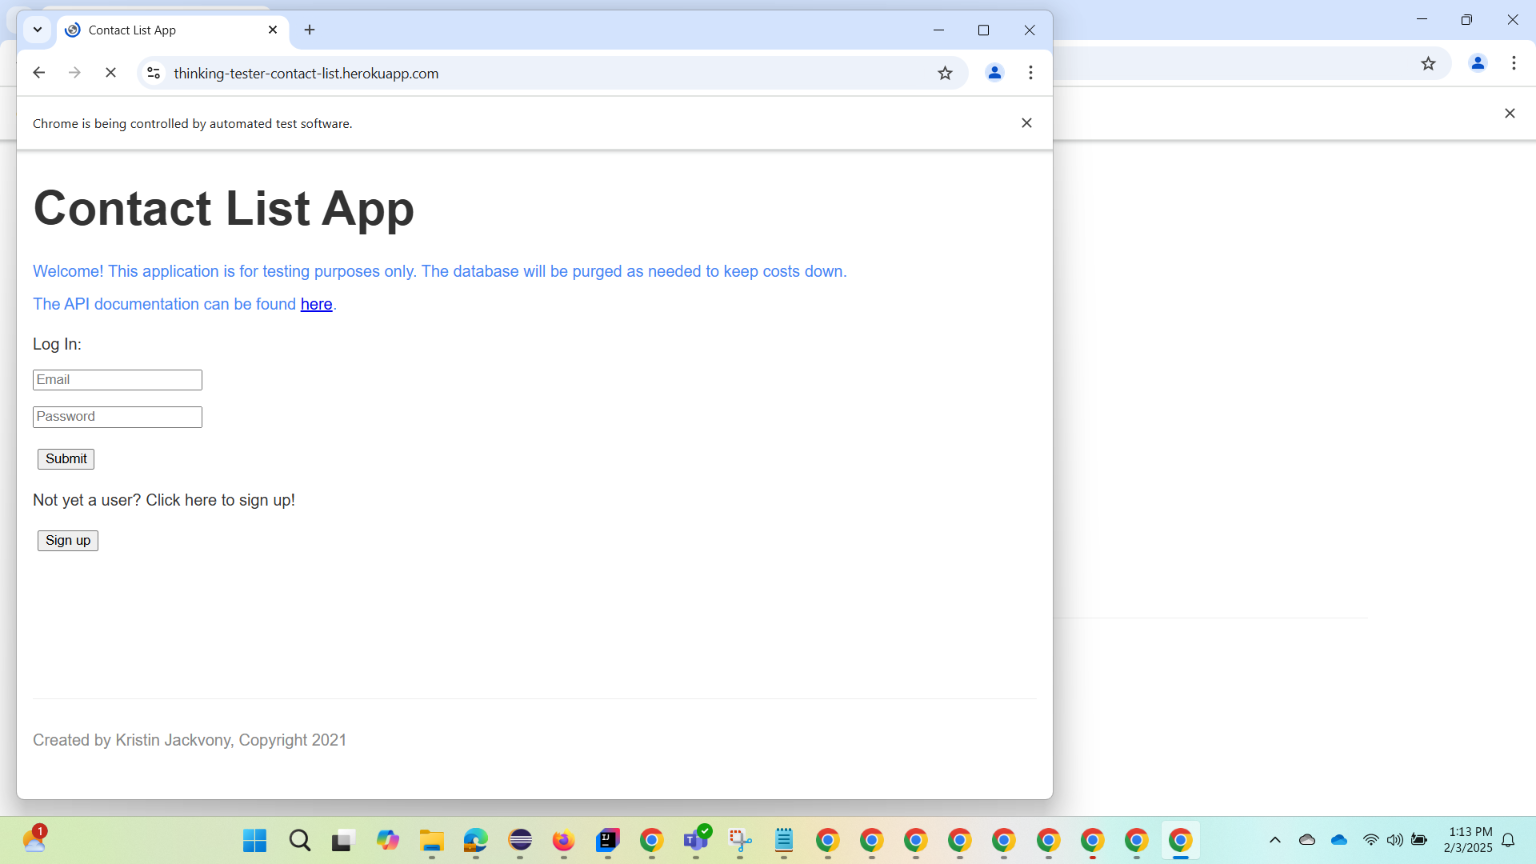 Contact List App
thinking-tester-contact-list.herokuapp.com
Chrome is being controlled by automated test software.
Contact List App
Welcome! This application is for testing purposes only. The database will be purged as needed to keep costs down.
The API documentation can be found here.
Log In:
Email
Password
Submit
Not yet a user? Click here to sign up!
Sign up
Created by Kristin Jackvony, Copyright 2021
1
1:13 PM
2/3/2025